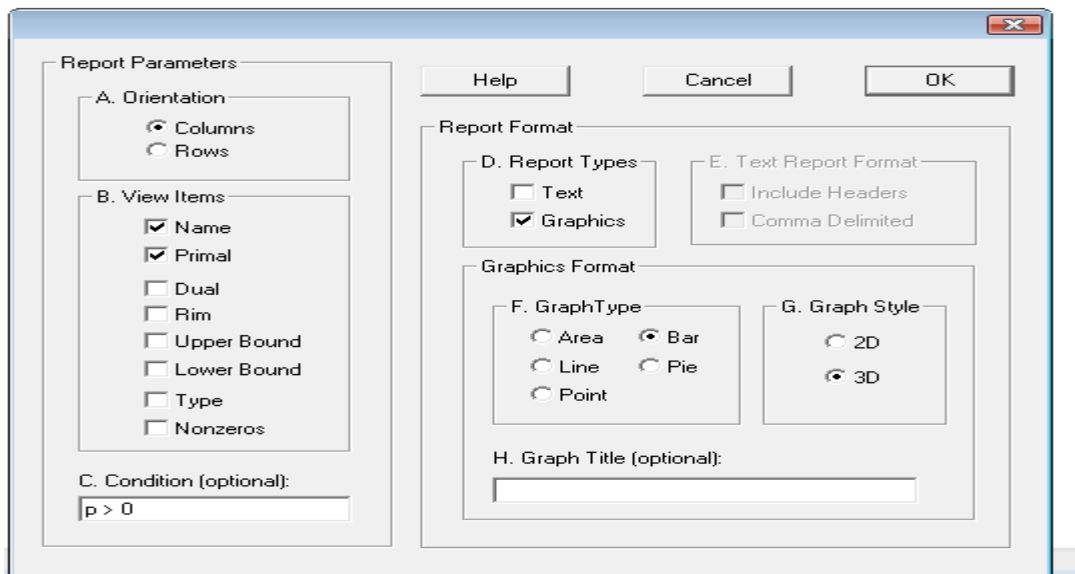 Report Parameters
A. Orientation
Columns
Rows
B. View Items
Name
Primal
Dual
Rim
Upper Bound
Lower Bound
Type
Nonzeros
C. Condition (optional):
p > 0
Help
Cancel
OK
Report Format
D. Report Types
Text
Graphics
E. Text Report Format
Include Headers
Comma Delimited
Graphics Format
F. GraphType
Area
Bar
Line
Pie
Point
G. Graph Style
2D
3D
H. Graph Title (optional):